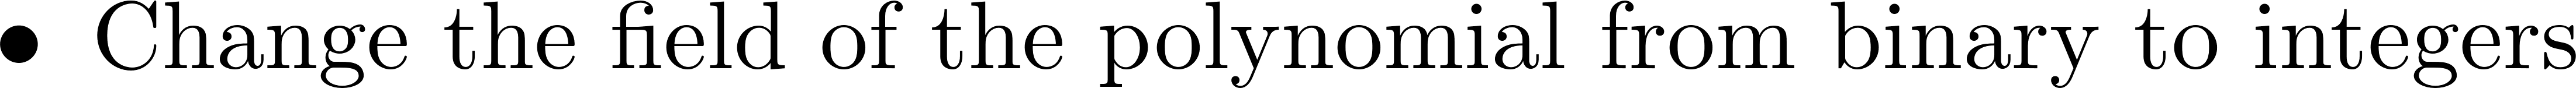 • Change the field of the polynomial from binary to integers